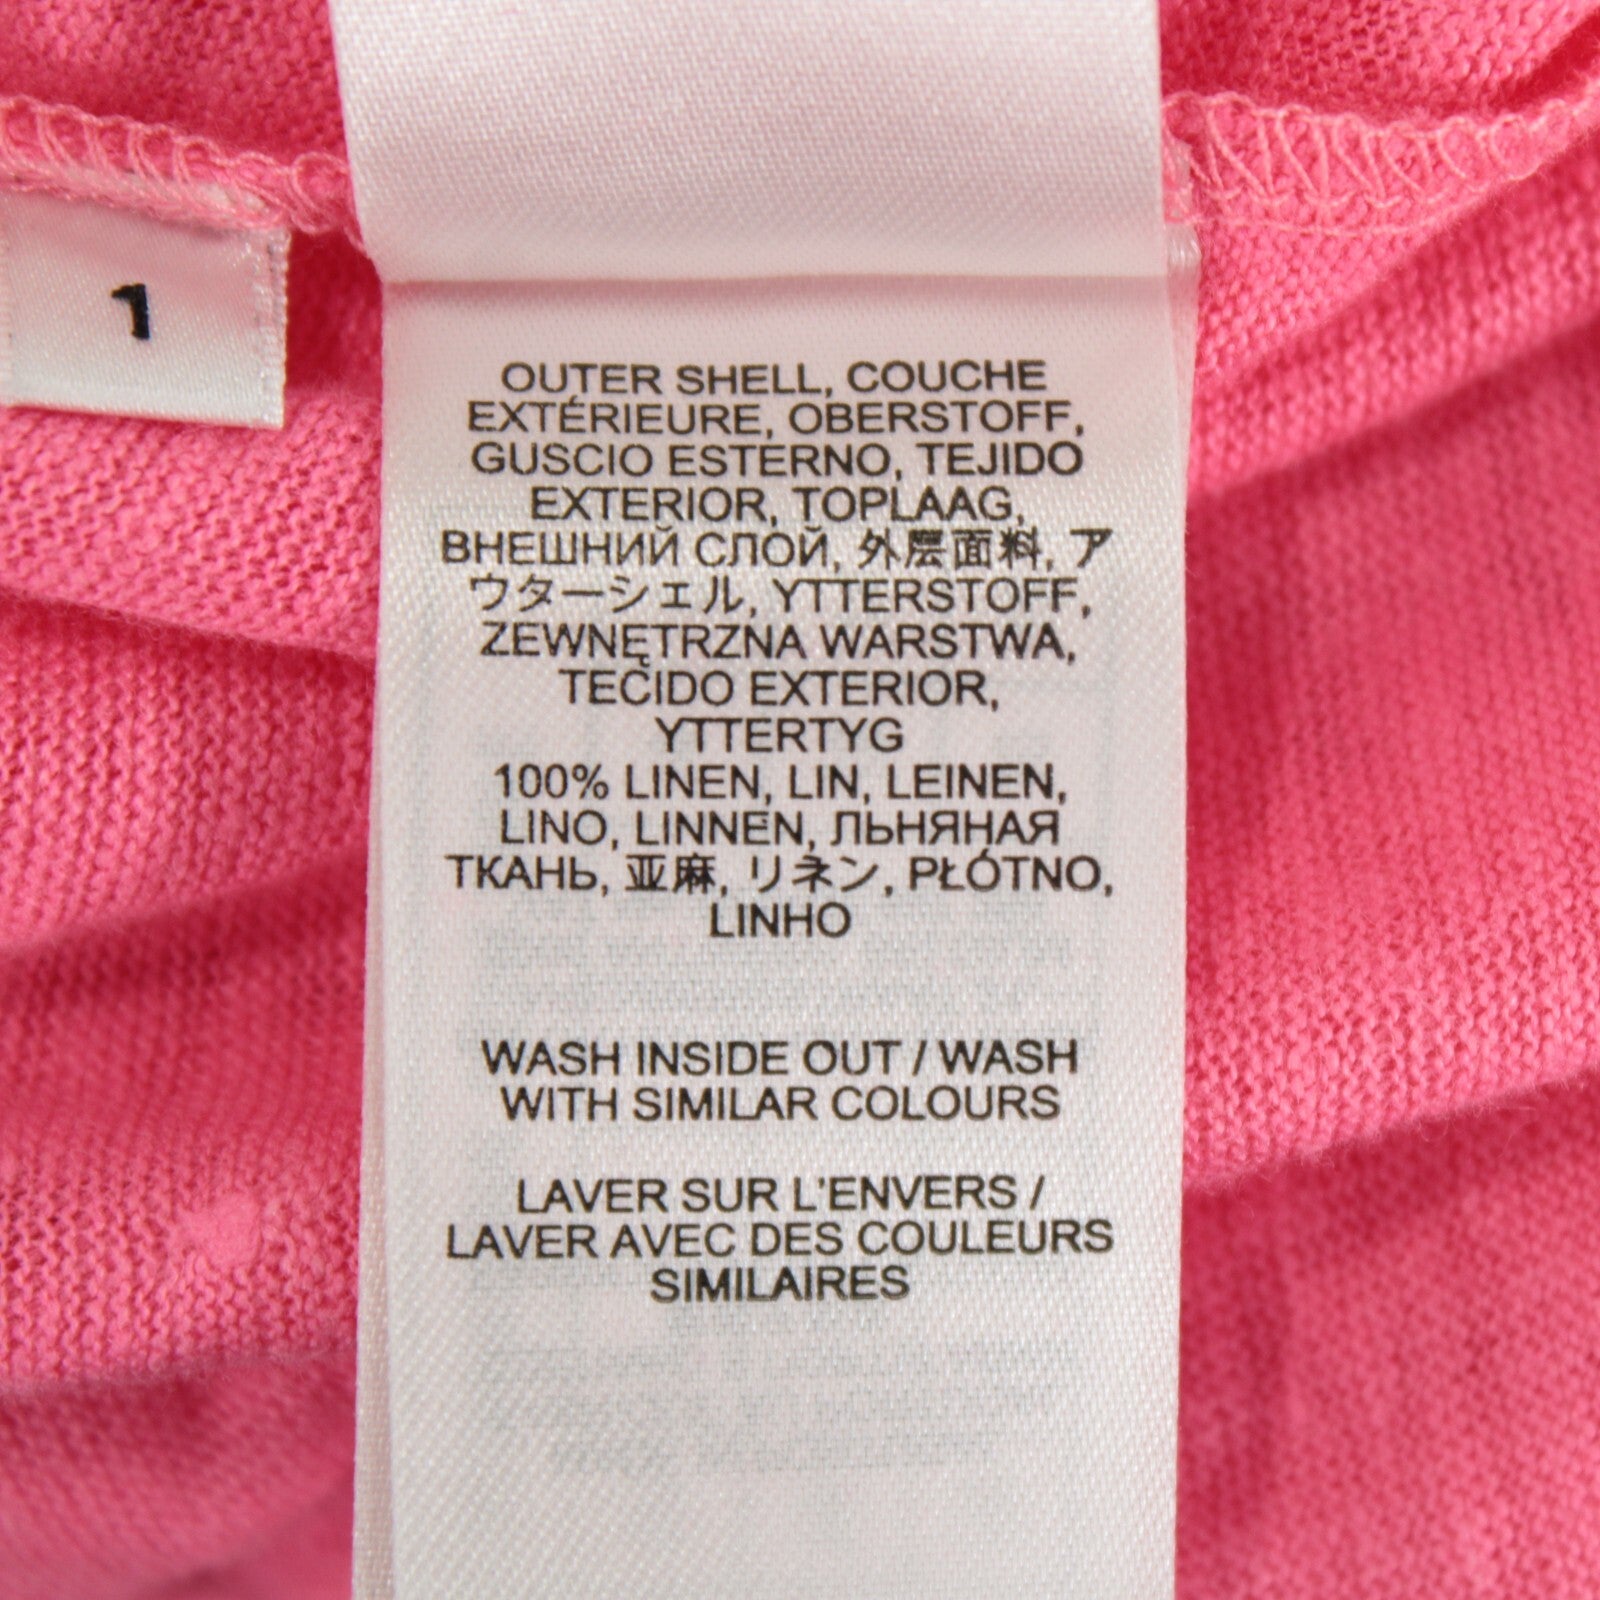 1
OUTER SHELL, COUCHE
EXTÉRIEURE, OBERSTOFF,
GUSCIO ESTERNO, TEJIDO
EXTERIOR, TOPLAAG,
ВНЕШНИЙ СЛОЙ, 外层面料, ア
ウターシェル, YTTERSTOFF,
ZEWNĘTRZNA WARSTWA,
TECIDO EXTERIOR,
YTTERTYG
100% LINEN, LIN, LEINEN,
LINO, LINNEN, ЛЬНЯНАЯ
ТКАНЬ, 亚麻, リネン, PŁÓTNO,
LINHO
WASH INSIDE OUT / WASH
WITH SIMILAR COLOURS
LAVER SUR L'ENVERS /
LAVER AVEC DES COULEURS
SIMILAIRES